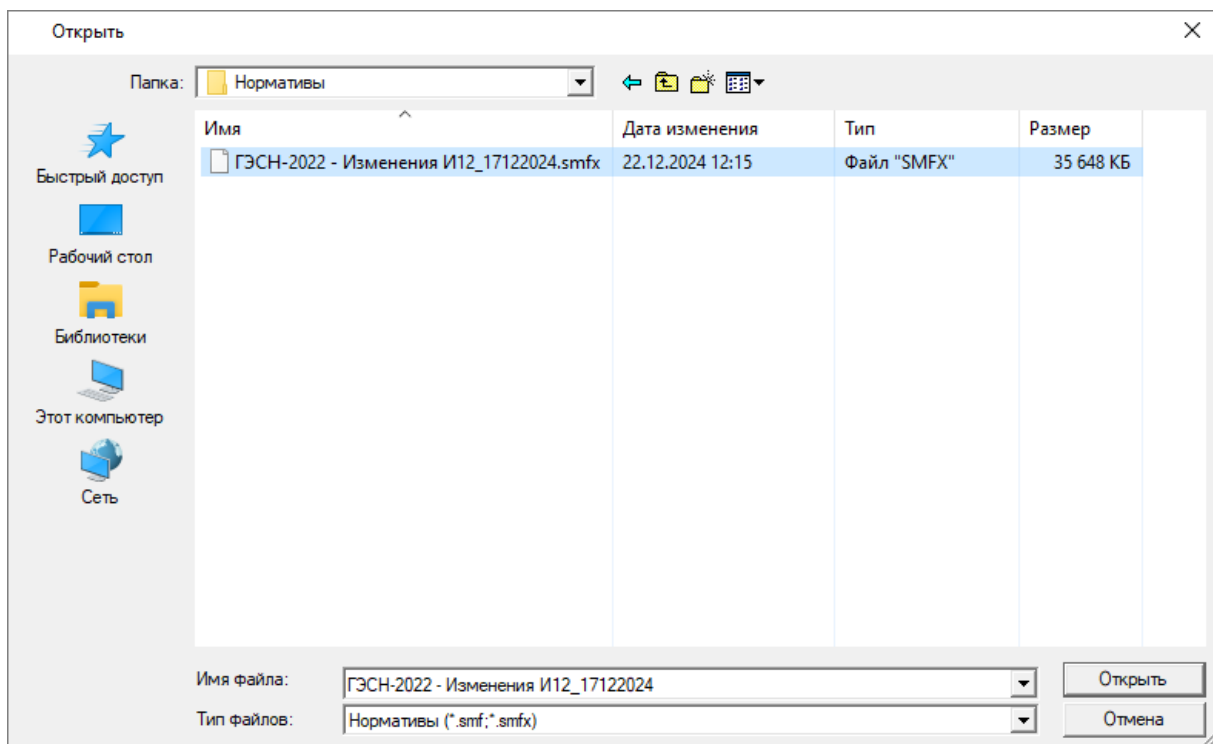 Открыть
Папка: Нормативы
Имя Дата изменения Тип Размер
ГЭСН-2022 - Изменения И12_17122024.smfx 22.12.2024 12:15 Файл "SMFX" 35 648 КБ
Быстрый доступ
Рабочий стол
Библиотеки
Этот компьютер
Сеть
Имя файла: ГЭСН-2022 - Изменения И12_17122024 Открыть
Тип файлов: Нормативы (*.smf;*.smfx) Отмена